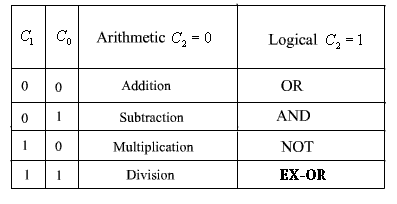 C₁ C₀ Arithmetic C₂ = 0 Logical C₂ = 1
0 0 Addition OR
0 1 Subtraction AND
1 0 Multiplication NOT
1 1 Division EX-OR